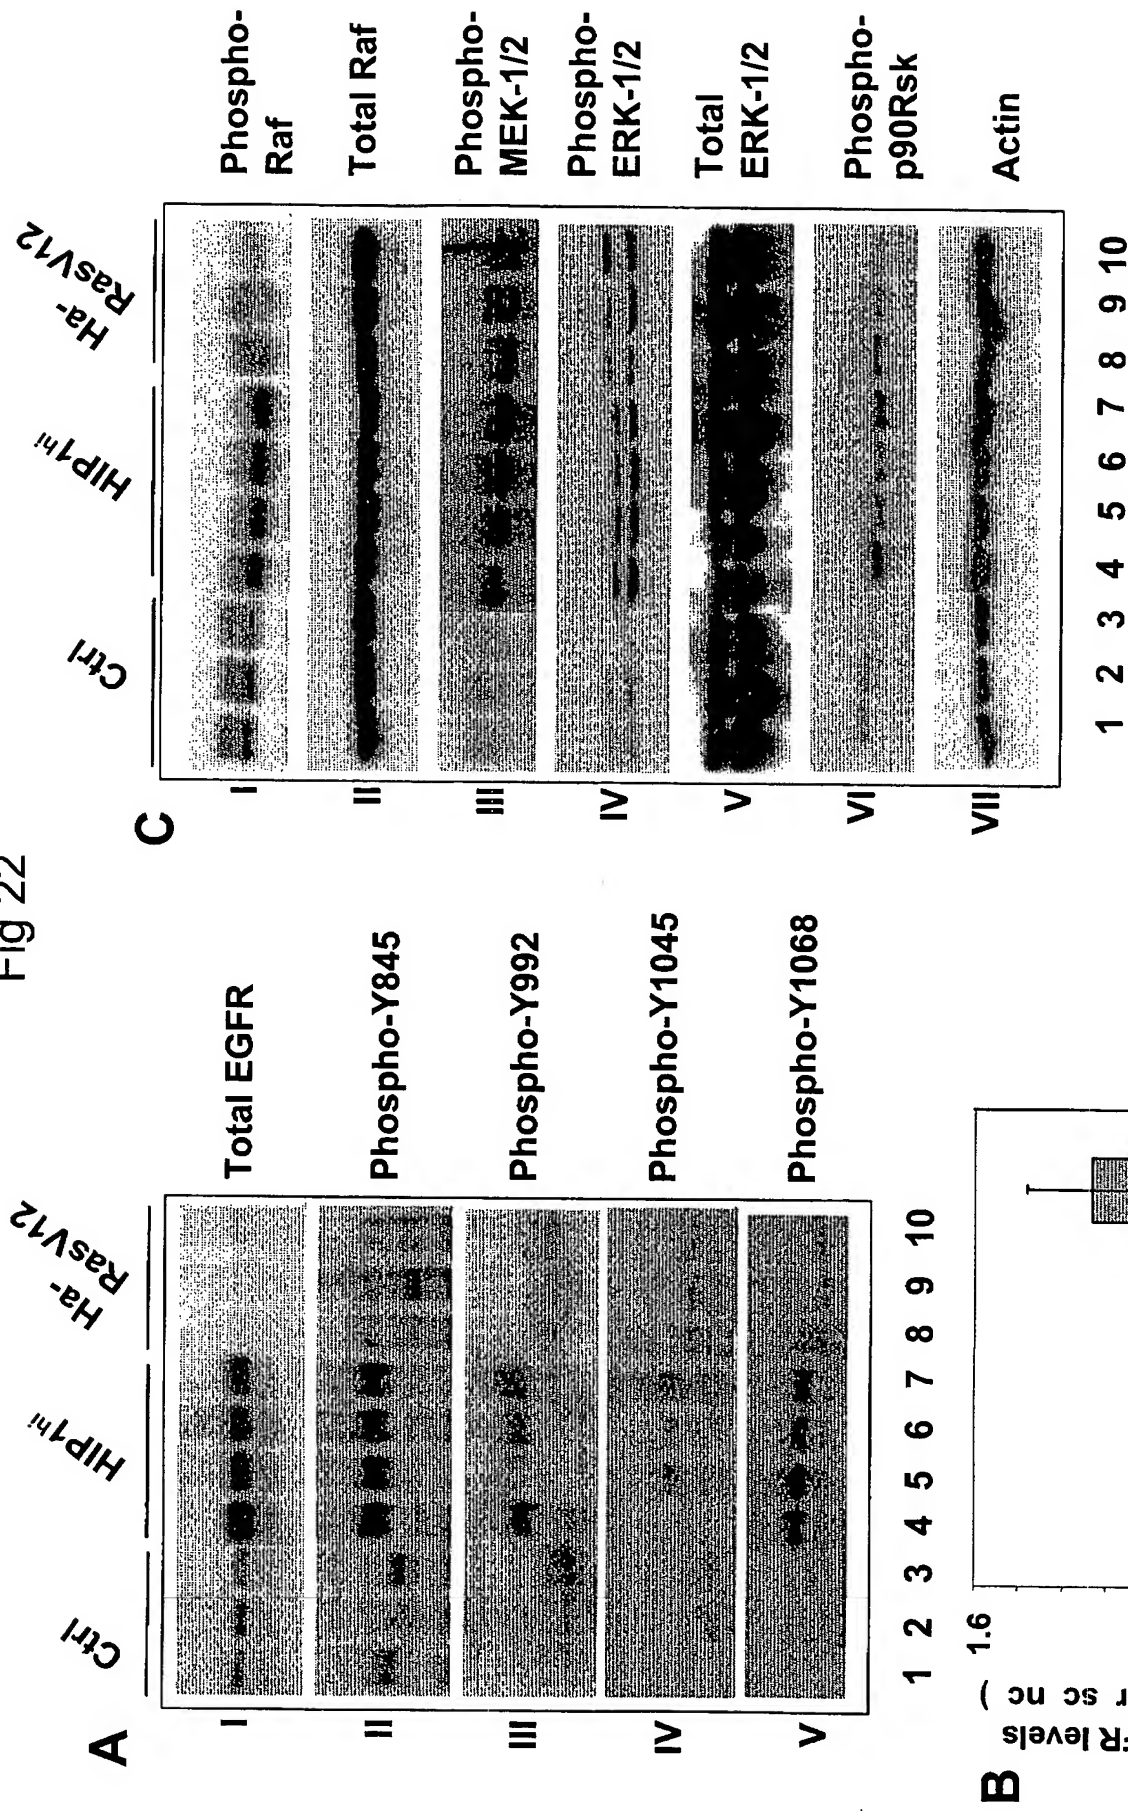 Fig 22
A
Ctrl
HIP1hi
Ha-
RasV12
I
Total EGFR
II
Phospho-Y845
III
Phospho-Y992
IV
Phospho-Y1045
V
Phospho-Y1068
1 2 3 4 5 6 7 8 9 10
B
levels
1.6
C
Ctrl
HIP1hi
Ha-
RasV12
I
Phospho-
Raf
II
Total Raf
III
Phospho-
MEK-1/2
IV
Phospho-
ERK-1/2
V
Total
ERK-1/2
VI
Phospho-
p90Rsk
VII
Actin
1 2 3 4 5 6 7 8 9 10